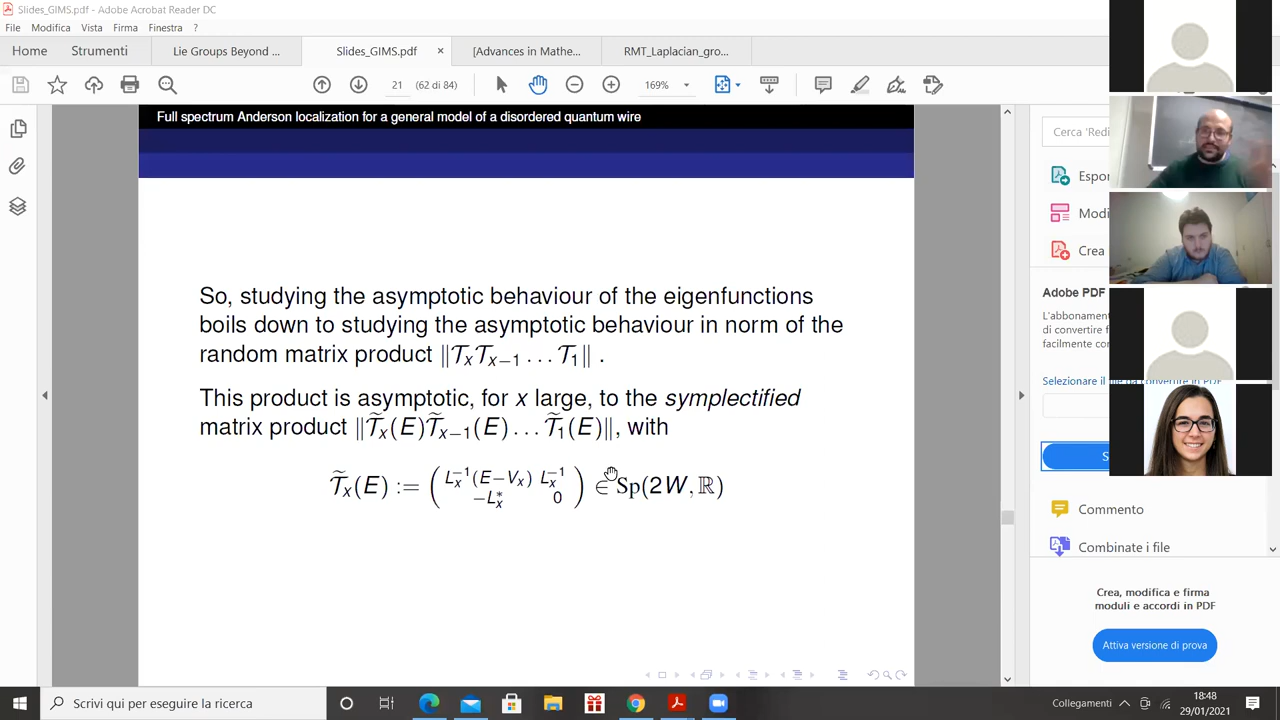 Slides_GIMS.pdf - Adobe Acrobat Reader DC
File Modifica Vista Firma Finestra ?
Home Strumenti Lie Groups Beyond ... Slides_GIMS.pdf × [Advances in Mathe... RMT_Laplacian_gro...
21 (62 di 84) 169%
Full spectrum Anderson localization for a general model of a disordered quantum wire
So, studying the asymptotic behaviour of the eigenfunctions
boils down to studying the asymptotic behaviour in norm of the
random matrix product ‖𝒯ₓ𝒯ₓ₋₁ … 𝒯₁‖ .
This product is asymptotic, for x large, to the symplectified
matrix product ‖𝒯̃ₓ(E)𝒯̃ₓ₋₁(E) … 𝒯̃₁(E)‖, with
𝒯̃ₓ(E) := ( Lₓ⁻¹(E−Vₓ) Lₓ⁻¹
−Lₓ* 0 ) ∈ Sp(2W, ℝ)
Cerca 'Redi
Espor
Modi
Crea
Adobe PDF
L'abbonam
di convertire f
facilmente co
Selezionare il file da convertire in PDF
S
Commento
Combinate i file
Crea, modifica e firma
moduli e accordi in PDF
Attiva versione di prova
Scrivi qui per eseguire la ricerca
Collegamenti
18:48
29/01/2021